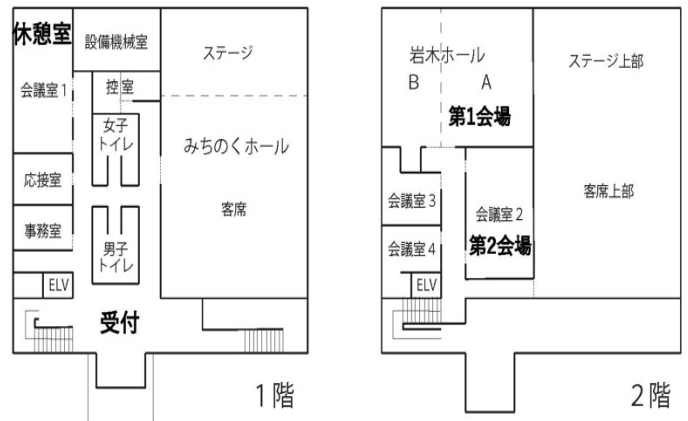 休憩室
設備機械室
ステージ
会議室1
控室
女子
トイレ
みちのくホール
応接室
客席
事務室
男子
トイレ
ELV
受付
1階
岩木ホール
B
A
ステージ上部
第1会場
会議室3
会議室2
客席上部
会議室4
第2会場
ELV
2階